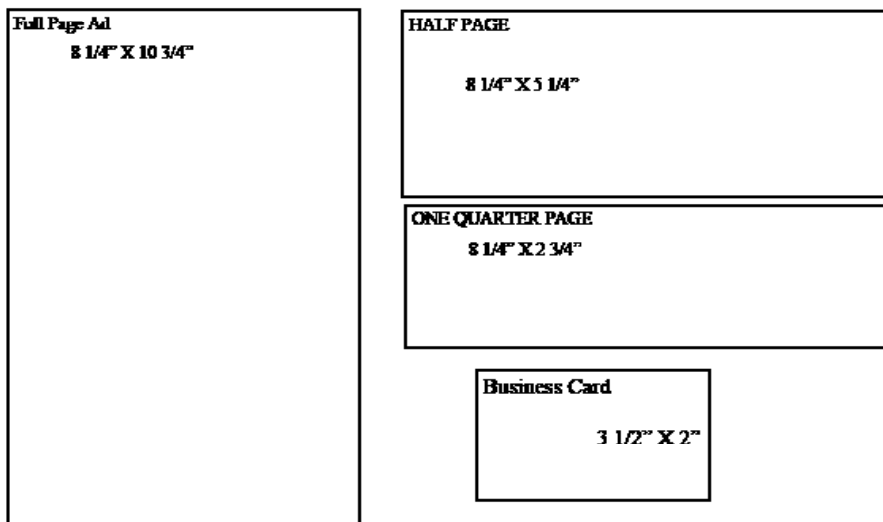 Full Page Ad
8 1/4” X 10 3/4”
HALF PAGE
8 1/4” X 5 1/4”
ONE QUARTER PAGE
8 1/4” X 2 3/4”
Business Card
3 1/2” X 2”